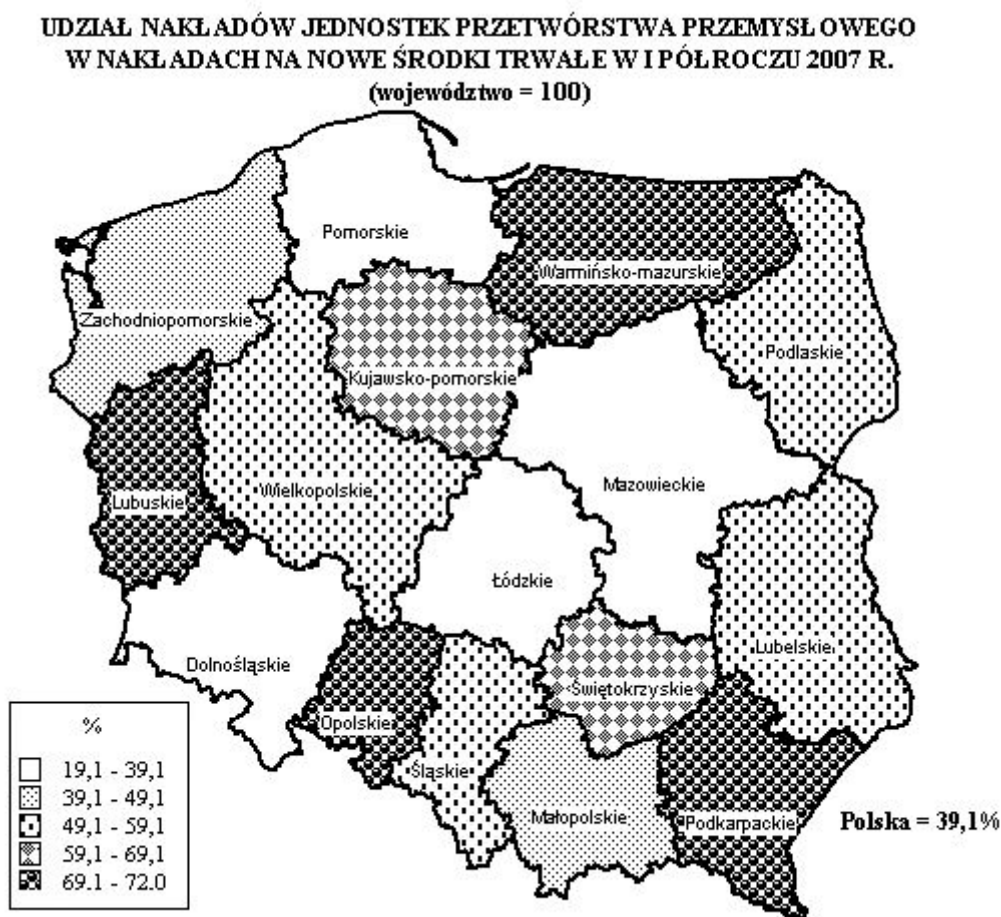 UDZIAŁ NAKŁADÓW JEDNOSTEK PRZETWÓRSTWA PRZEMYSŁOWEGO
W NAKŁADACH NA NOWE ŚRODKI TRWAŁE W I PÓŁROCZU 2007 R.
(województwo = 100)
Pomorskie
Warmińsko-mazurskie
Zachodniopomorskie
Podlaskie
Kujawsko-pomorskie
Mazowieckie
Wielkopolskie
Lubuskie
Łódzkie
Lubelskie
Dolnośląskie
Świętokrzyskie
Opolskie
Śląskie
Małopolskie
Podkarpackie
Polska = 39,1%
%
19,1 - 39,1
39,1 - 49,1
49,1 - 59,1
59,1 - 69,1
69.1 - 72.0